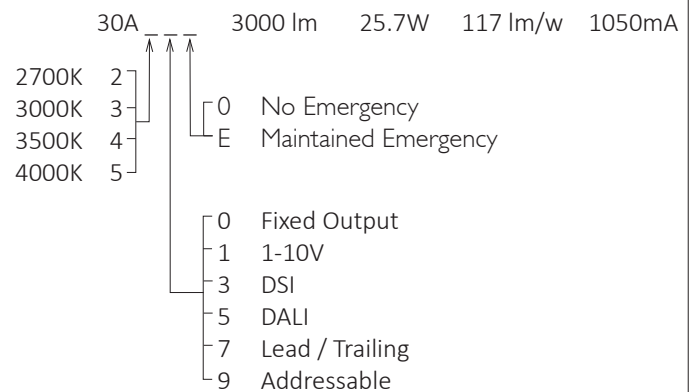 30A _ _ _ 3000 lm 25.7W 117 lm/w 1050mA
2700K 2
3000K 3
3500K 4
4000K 5
0 No Emergency
E Maintained Emergency
0 Fixed Output
1 1-10V
3 DSI
5 DALI
7 Lead / Trailing
9 Addressable